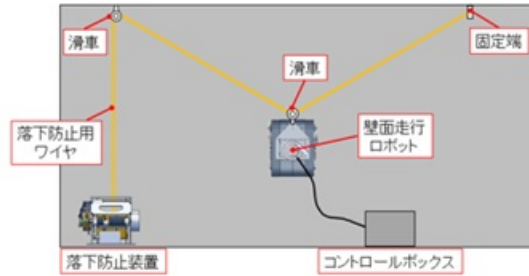 滑車
固定端
滑車
落下防止用
ワイヤ
壁面走行
ロボット
落下防止装置
コントロールボックス